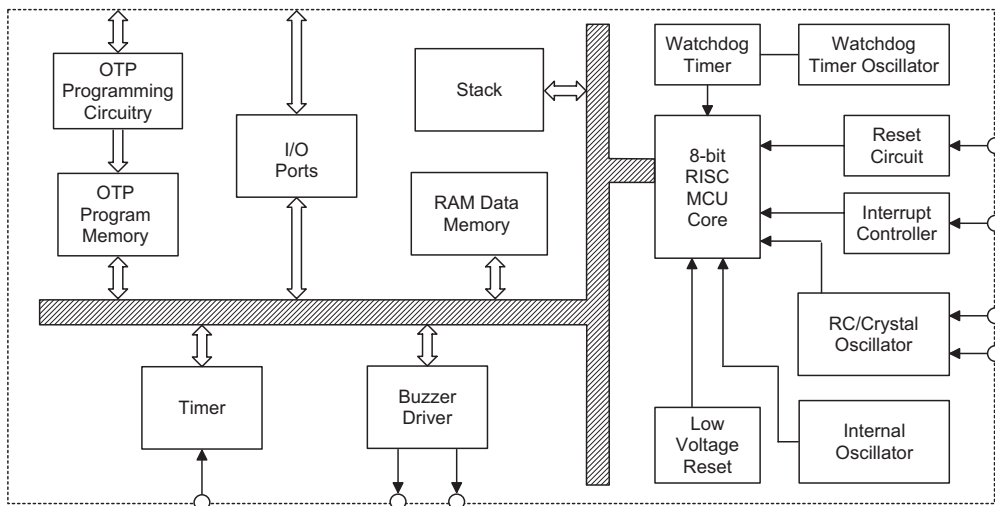 OTP
Programming
Circuitry
OTP
Program
Memory
I/O
Ports
Stack
RAM Data
Memory
Timer
Buzzer
Driver
Watchdog
Timer
Watchdog
Timer Oscillator
8-bit
RISC
MCU
Core
Reset
Circuit
Interrupt
Controller
RC/Crystal
Oscillator
Low
Voltage
Reset
Internal
Oscillator